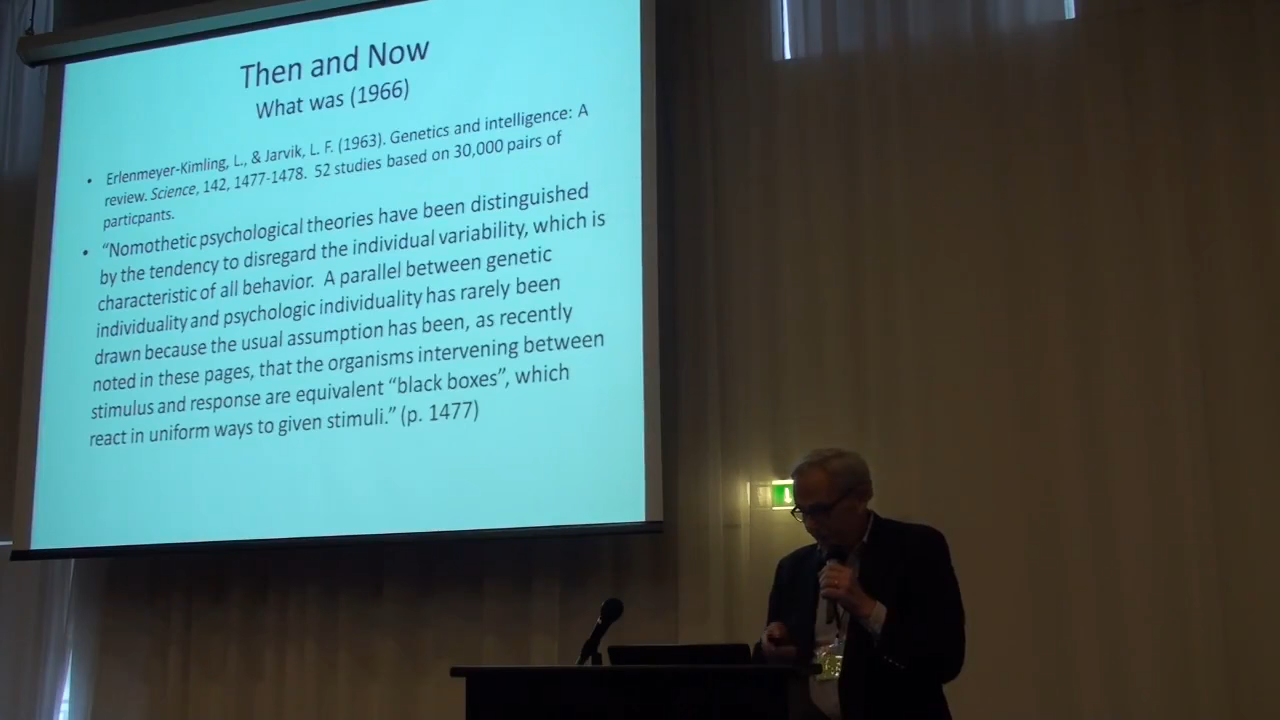 Then and Now
What was (1966)
• Erlenmeyer-Kimling, L., & Jarvik, L. F. (1963). Genetics and intelligence: A
review. Science, 142, 1477-1478. 52 studies based on 30,000 pairs of
particpants.
• “Nomothetic psychological theories have been distinguished
by the tendency to disregard the individual variability, which is
characteristic of all behavior. A parallel between genetic
individuality and psychologic individuality has rarely been
drawn because the usual assumption has been, as recently
noted in these pages, that the organisms intervening between
stimulus and response are equivalent “black boxes”, which
react in uniform ways to given stimuli.” (p. 1477)